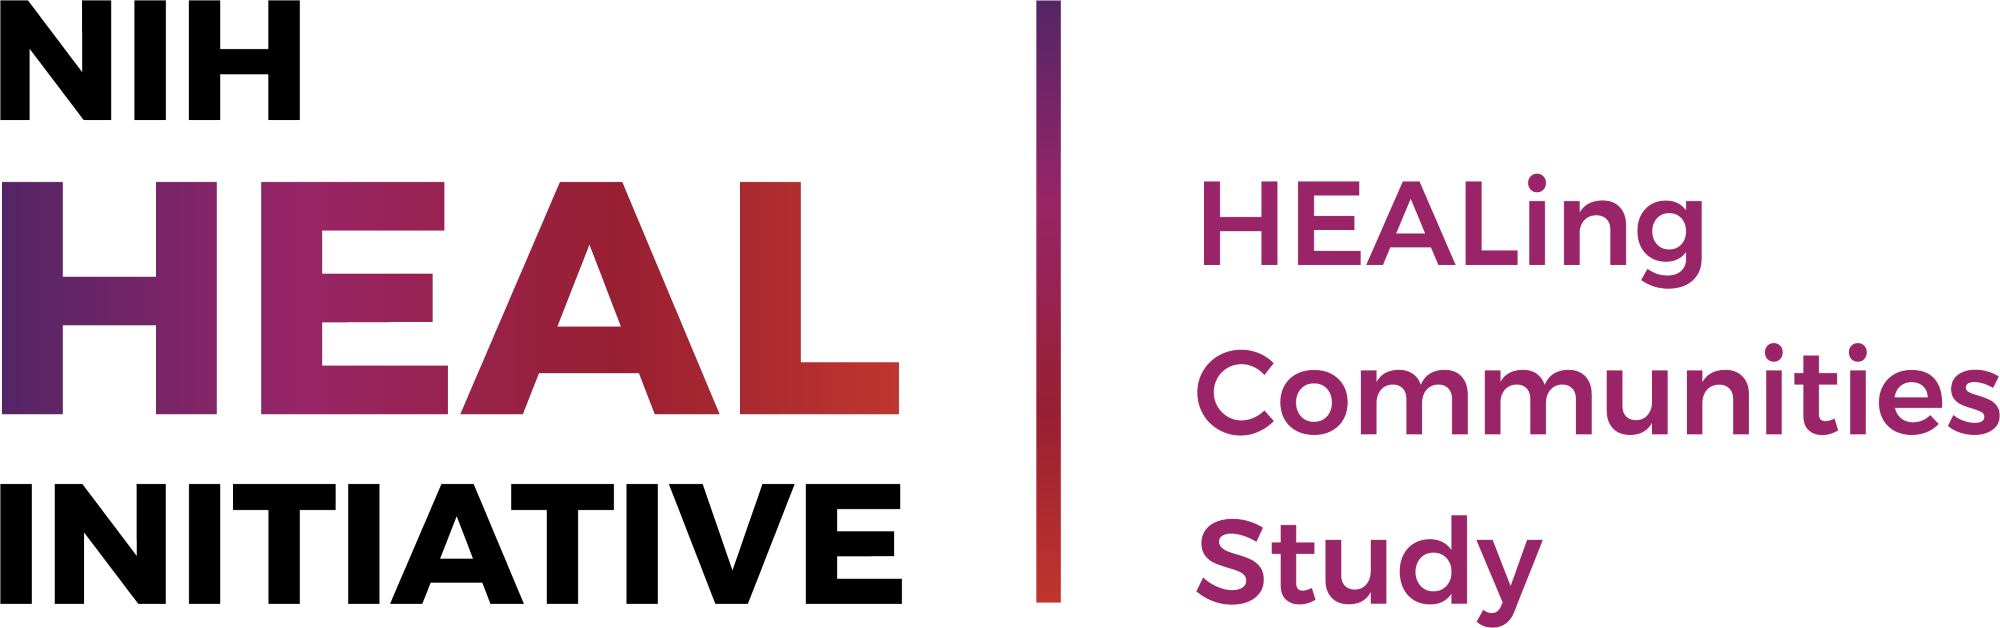 NIH
HEAL
INITIATIVE
HEALing
Communities
Study